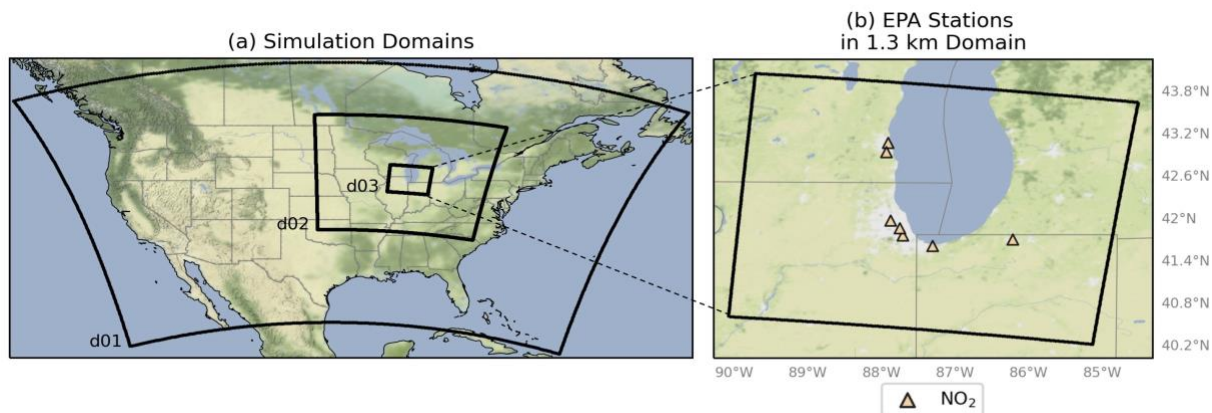 (a) Simulation Domains
d03
d02
d01
(b) EPA Stations
in 1.3 km Domain
43.8°N
43.2°N
42.6°N
42°N
41.4°N
40.8°N
40.2°N
90°W 89°W 88°W 87°W 86°W 85°W
NO₂